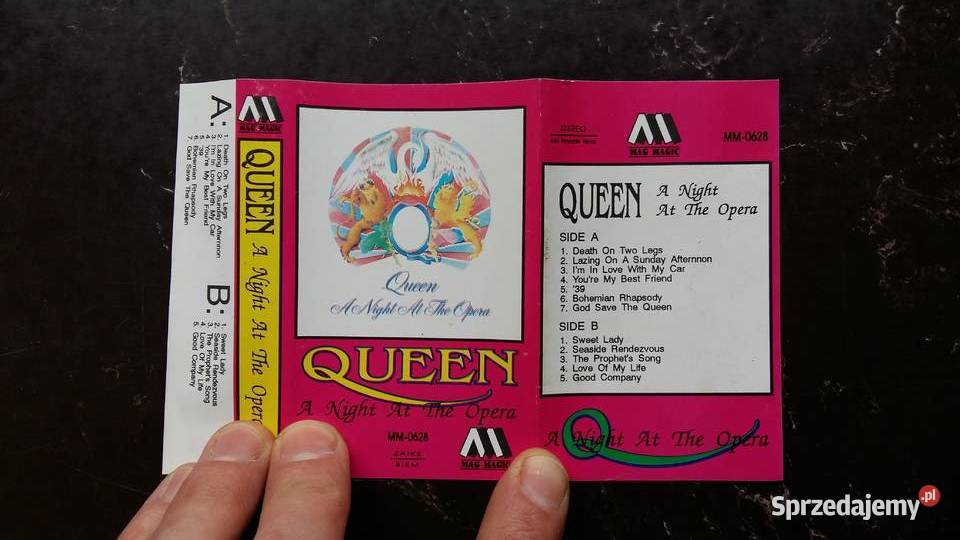 A:
1. Death On Two Legs
2. Lazing On A Sunday Afternnon
3. I'm In Love With My Car
4. You're My Best Friend
5. '39
6. Bohemian Rhapsody
7. God Save The Queen
B:
1. Sweet Lady
2. Seaside Rendezvous
3. The Prophet's Song
4. Love Of My Life
5. Good Company
MAG MAGIC
QUEEN A Night At The Opera
Queen
A Night At The Opera
QUEEN
A Night At The Opera
MM-0628
ZAIKS
BIEM
MAG MAGIC
STEREO
MAG MAGIC
MM-0628
QUEEN A Night
At The Opera
SIDE A
1. Death On Two Legs
2. Lazing On A Sunday Afternnon
3. I'm In Love With My Car
4. You're My Best Friend
5. '39
6. Bohemian Rhapsody
7. God Save The Queen
SIDE B
1. Sweet Lady
2. Seaside Rendezvous
3. The Prophet's Song
4. Love Of My Life
5. Good Company
A Night At The Opera
Sprzedajemy.pl